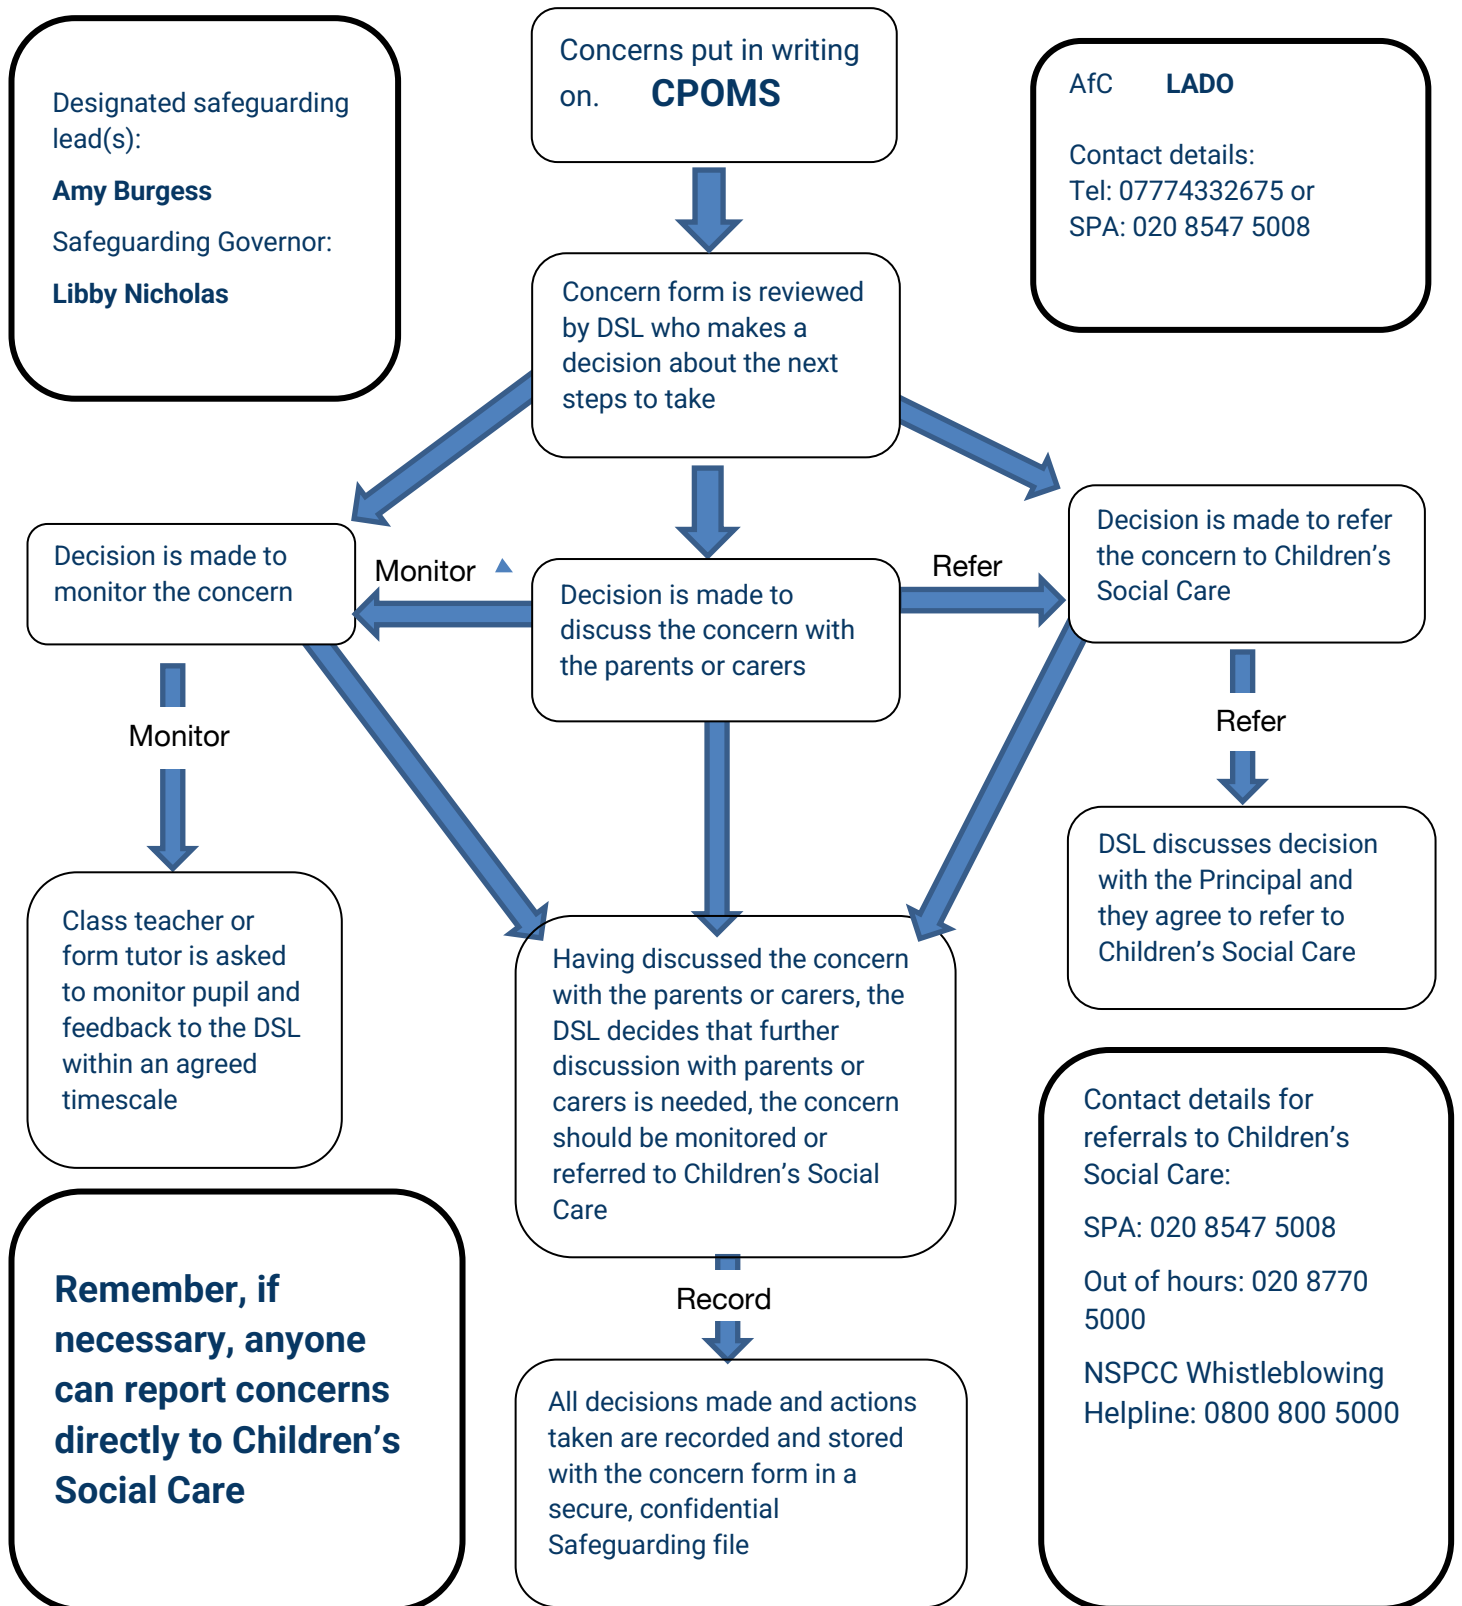 Designated safeguarding
lead(s):
Amy Burgess
Safeguarding Governor:
Libby Nicholas
Concerns put in writing
on. CPOMS
AfC LADO
Contact details:
Tel: 07774332675 or
SPA: 020 8547 5008
Concern form is reviewed
by DSL who makes a
decision about the next
steps to take
Decision is made to
monitor the concern
Monitor
Decision is made to
discuss the concern with
the parents or carers
Refer
Decision is made to refer
the concern to Children’s
Social Care
Monitor
Refer
Class teacher or
form tutor is asked
to monitor pupil and
feedback to the DSL
within an agreed
timescale
Having discussed the concern
with the parents or carers, the
DSL decides that further
discussion with parents or
carers is needed, the concern
should be monitored or
referred to Children’s Social
Care
DSL discusses decision
with the Principal and
they agree to refer to
Children’s Social Care
Remember, if
necessary, anyone
can report concerns
directly to Children’s
Social Care
Record
All decisions made and actions
taken are recorded and stored
with the concern form in a
secure, confidential
Safeguarding file
Contact details for
referrals to Children’s
Social Care:
SPA: 020 8547 5008
Out of hours: 020 8770
5000
NSPCC Whistleblowing
Helpline: 0800 800 5000